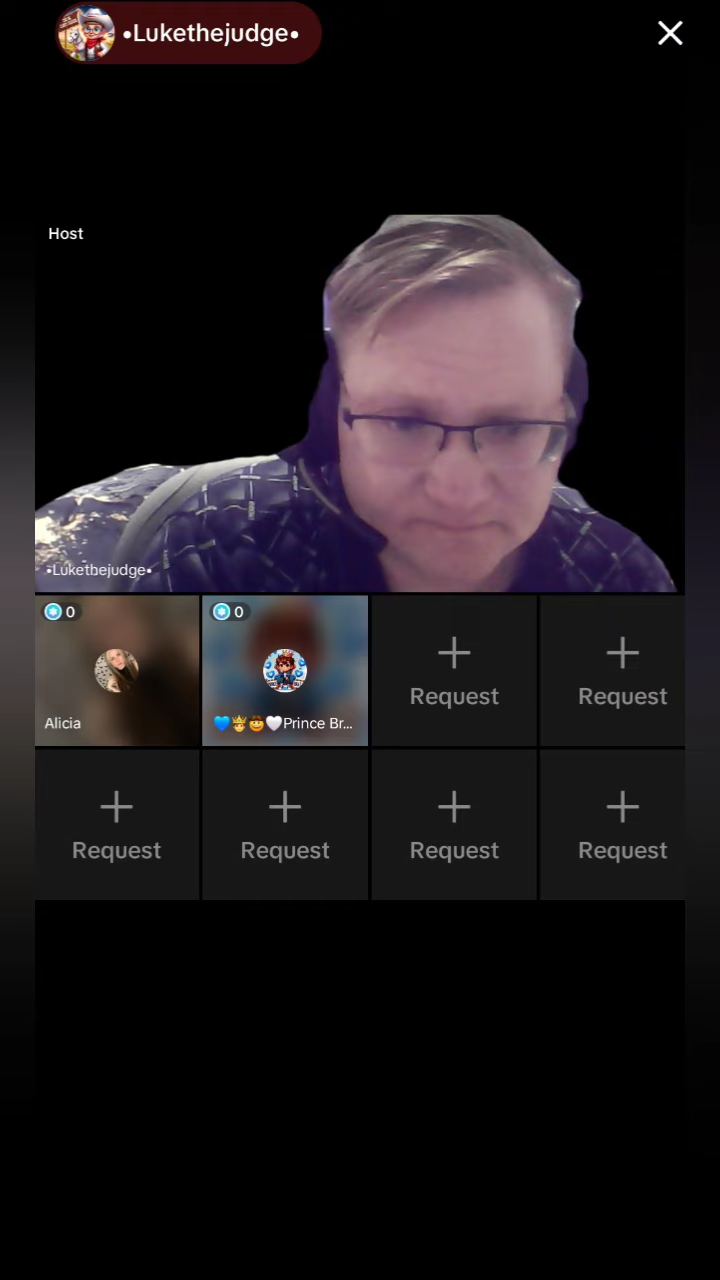 •Lukethejudge•
Host
•Lukethejudge•
0
0
Alicia
💙🤴🤠🤍Prince Br...
Request
Request
Request
Request
Request
Request